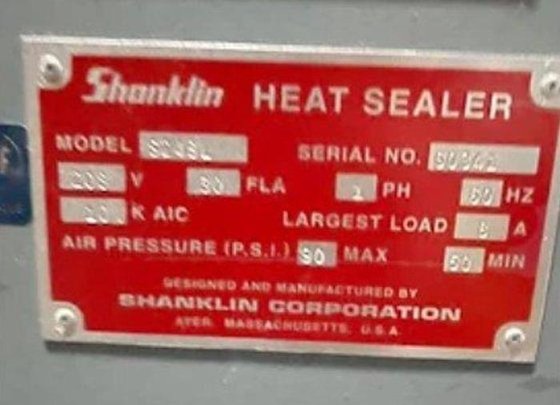 Shanklin HEAT SEALER
MODEL SERIAL NO.
208 V 30 FLA 1 PH 60 HZ
K AIC LARGEST LOAD A
AIR PRESSURE (P.S.I.) 90 MAX 50 MIN
DESIGNED AND MANUFACTURED BY
SHANKLIN CORPORATION
AYER, MASSACHUSETTS, U.S.A.